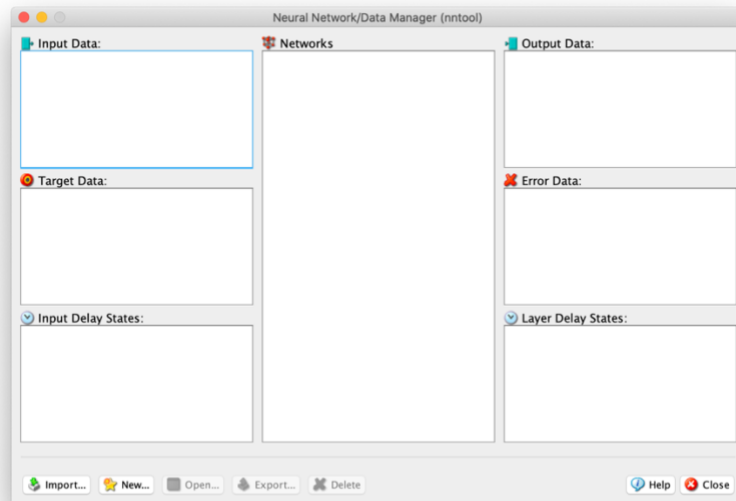 Neural Network/Data Manager (nntool)
Input Data:
Networks
Output Data:
Target Data:
Error Data:
Input Delay States:
Layer Delay States:
Import...
New...
Open...
Export...
Delete
Help
Close